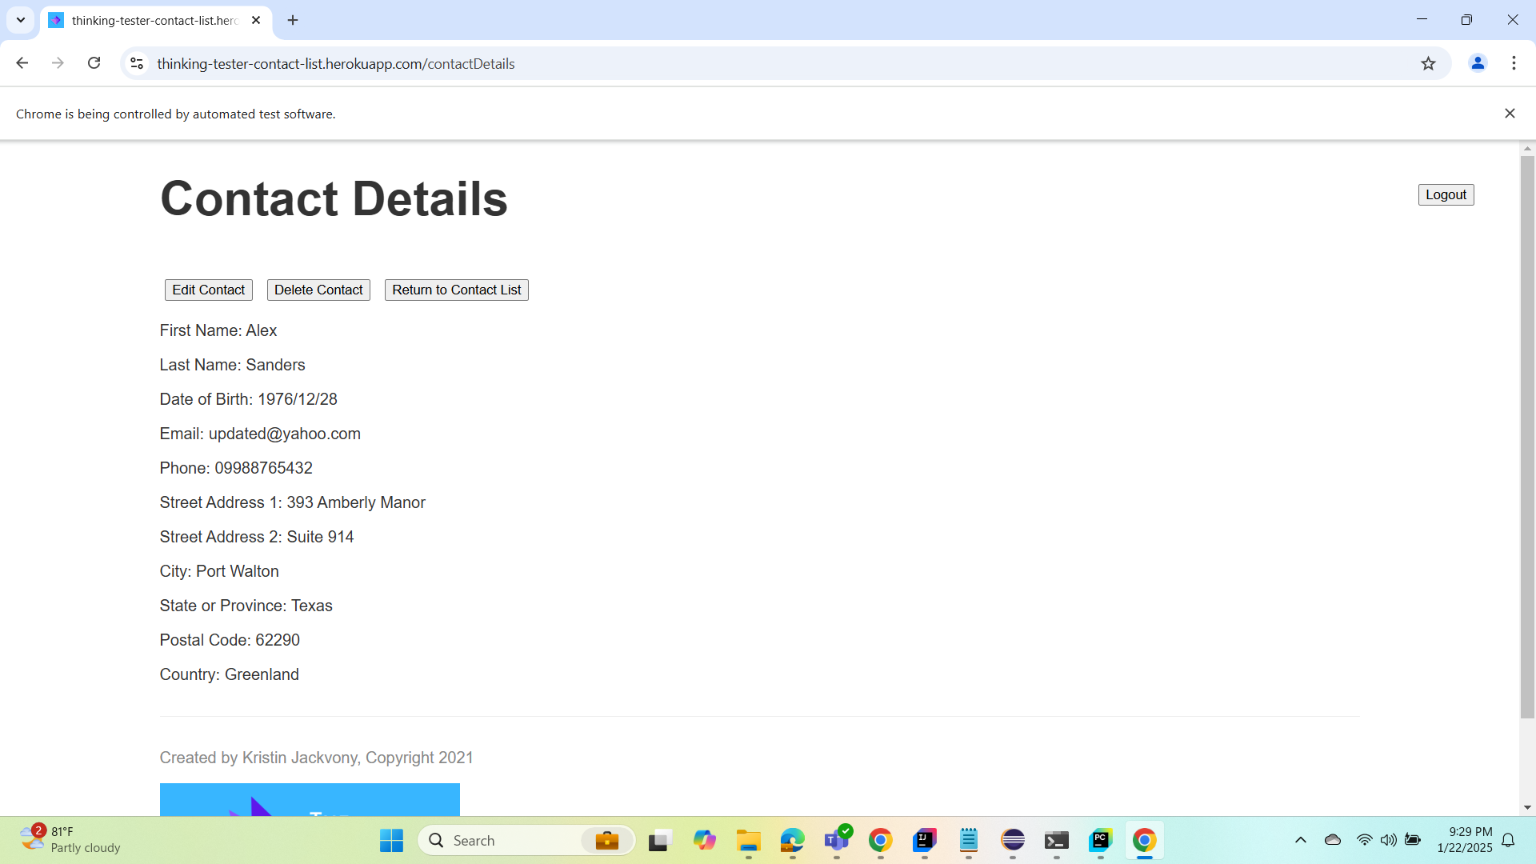 thinking-tester-contact-list.herc
thinking-tester-contact-list.herokuapp.com/contactDetails
Chrome is being controlled by automated test software.
Contact Details
Logout
Edit Contact
Delete Contact
Return to Contact List
First Name: Alex
Last Name: Sanders
Date of Birth: 1976/12/28
Email: updated@yahoo.com
Phone: 09988765432
Street Address 1: 393 Amberly Manor
Street Address 2: Suite 914
City: Port Walton
State or Province: Texas
Postal Code: 62290
Country: Greenland
Created by Kristin Jackvony, Copyright 2021
2
81°F
Partly cloudy
Search
IJ
PC
9:29 PM
1/22/2025